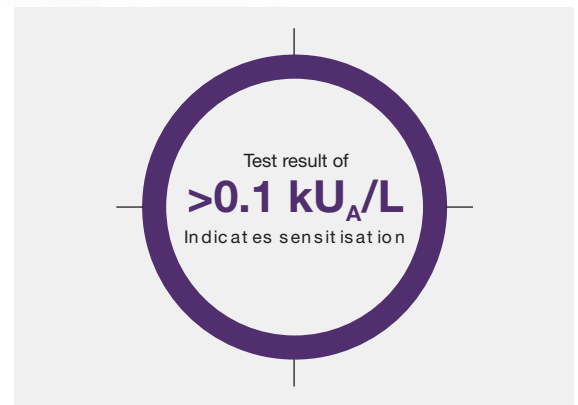 Test result of
>0.1 kUA/L
Indicates sensitisation